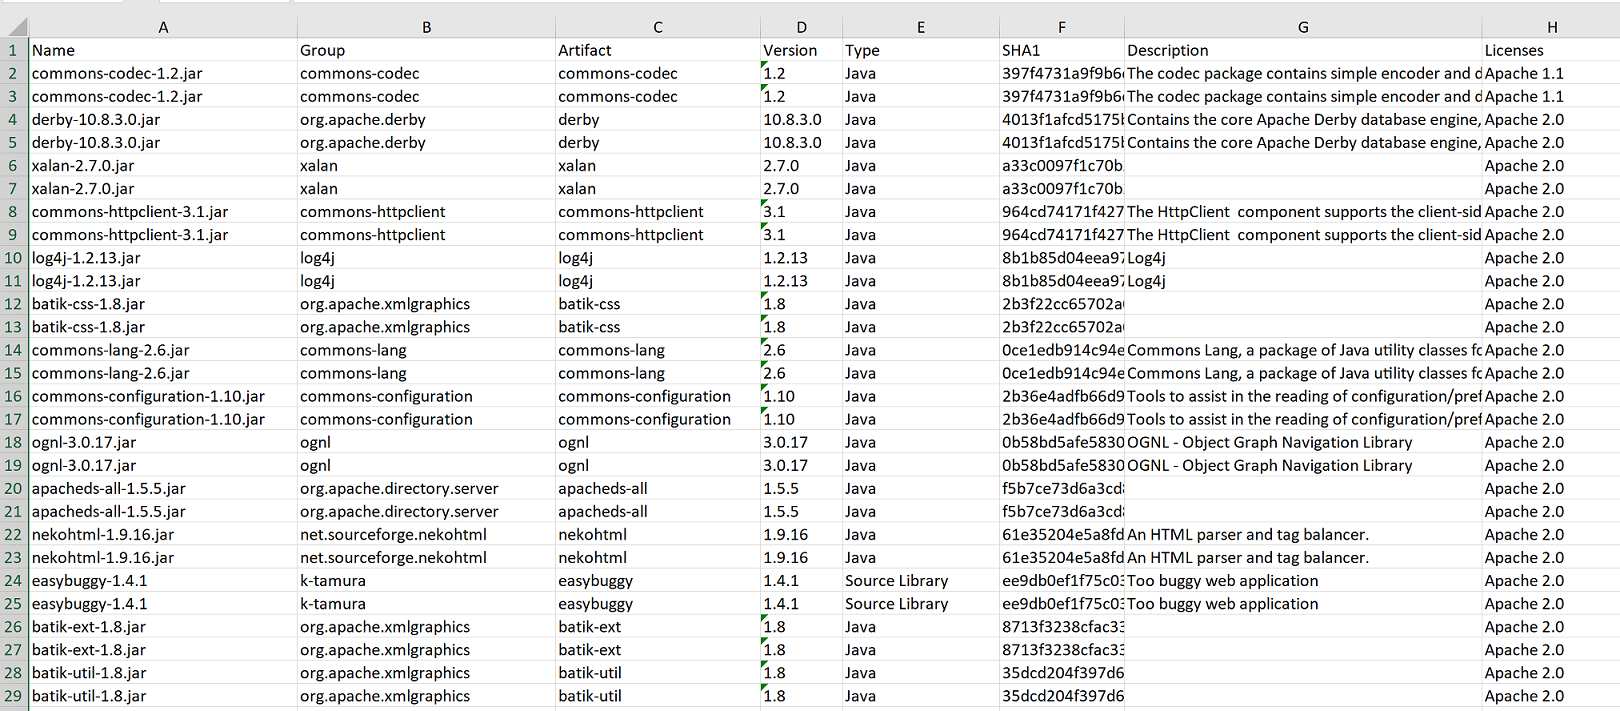 A B C D E F G H
1 Name Group Artifact Version Type SHA1 Description Licenses
2 commons-codec-1.2.jar commons-codec commons-codec 1.2 Java 397f4731a9f9b6 The codec package contains simple encoder and d Apache 1.1
3 commons-codec-1.2.jar commons-codec commons-codec 1.2 Java 397f4731a9f9b6 The codec package contains simple encoder and d Apache 1.1
4 derby-10.8.3.0.jar org.apache.derby derby 10.8.3.0 Java 4013f1afcd5175 Contains the core Apache Derby database engine, Apache 2.0
5 derby-10.8.3.0.jar org.apache.derby derby 10.8.3.0 Java 4013f1afcd5175 Contains the core Apache Derby database engine, Apache 2.0
6 xalan-2.7.0.jar xalan xalan 2.7.0 Java a33c0097f1c70b Apache 2.0
7 xalan-2.7.0.jar xalan xalan 2.7.0 Java a33c0097f1c70b Apache 2.0
8 commons-httpclient-3.1.jar commons-httpclient commons-httpclient 3.1 Java 964cd74171f427 The HttpClient component supports the client-sid Apache 2.0
9 commons-httpclient-3.1.jar commons-httpclient commons-httpclient 3.1 Java 964cd74171f427 The HttpClient component supports the client-sid Apache 2.0
10 log4j-1.2.13.jar log4j log4j 1.2.13 Java 8b1b85d04eea97 Log4j Apache 2.0
11 log4j-1.2.13.jar log4j log4j 1.2.13 Java 8b1b85d04eea97 Log4j Apache 2.0
12 batik-css-1.8.jar org.apache.xmlgraphics batik-css 1.8 Java 2b3f22cc65702a Apache 2.0
13 batik-css-1.8.jar org.apache.xmlgraphics batik-css 1.8 Java 2b3f22cc65702a Apache 2.0
14 commons-lang-2.6.jar commons-lang commons-lang 2.6 Java 0ce1edb914c94e Commons Lang, a package of Java utility classes fo Apache 2.0
15 commons-lang-2.6.jar commons-lang commons-lang 2.6 Java 0ce1edb914c94e Commons Lang, a package of Java utility classes fo Apache 2.0
16 commons-configuration-1.10.jar commons-configuration commons-configuration 1.10 Java 2b36e4adfb66d9 Tools to assist in the reading of configuration/pref Apache 2.0
17 commons-configuration-1.10.jar commons-configuration commons-configuration 1.10 Java 2b36e4adfb66d9 Tools to assist in the reading of configuration/pref Apache 2.0
18 ognl-3.0.17.jar ognl ognl 3.0.17 Java 0b58bd5afe5830 OGNL - Object Graph Navigation Library Apache 2.0
19 ognl-3.0.17.jar ognl ognl 3.0.17 Java 0b58bd5afe5830 OGNL - Object Graph Navigation Library Apache 2.0
20 apacheds-all-1.5.5.jar org.apache.directory.server apacheds-all 1.5.5 Java f5b7ce73d6a3cd Apache 2.0
21 apacheds-all-1.5.5.jar org.apache.directory.server apacheds-all 1.5.5 Java f5b7ce73d6a3cd Apache 2.0
22 nekohtml-1.9.16.jar net.sourceforge.nekohtml nekohtml 1.9.16 Java 61e35204e5a8fd An HTML parser and tag balancer. Apache 2.0
23 nekohtml-1.9.16.jar net.sourceforge.nekohtml nekohtml 1.9.16 Java 61e35204e5a8fd An HTML parser and tag balancer. Apache 2.0
24 easybuggy-1.4.1 k-tamura easybuggy 1.4.1 Source Library ee9db0ef1f75c0 Too buggy web application Apache 2.0
25 easybuggy-1.4.1 k-tamura easybuggy 1.4.1 Source Library ee9db0ef1f75c0 Too buggy web application Apache 2.0
26 batik-ext-1.8.jar org.apache.xmlgraphics batik-ext 1.8 Java 8713f3238cfac3 Apache 2.0
27 batik-ext-1.8.jar org.apache.xmlgraphics batik-ext 1.8 Java 8713f3238cfac3 Apache 2.0
28 batik-util-1.8.jar org.apache.xmlgraphics batik-util 1.8 Java 35dcd204f397d6 Apache 2.0
29 batik-util-1.8.jar org.apache.xmlgraphics batik-util 1.8 Java 35dcd204f397d6 Apache 2.0